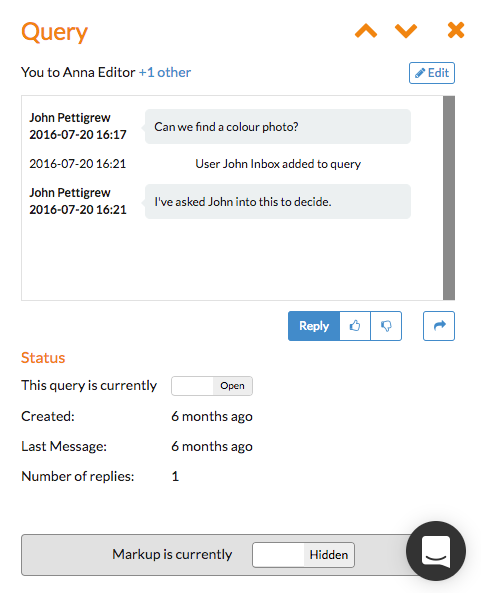 Query
You to Anna Editor +1 other
Edit
John Pettigrew
2016-07-20 16:17
Can we find a colour photo?
2016-07-20 16:21 User John Inbox added to query
John Pettigrew
2016-07-20 16:21
I've asked John into this to decide.
Reply
Status
This query is currently Open
Created: 6 months ago
Last Message: 6 months ago
Number of replies: 1
Markup is currently Hidden